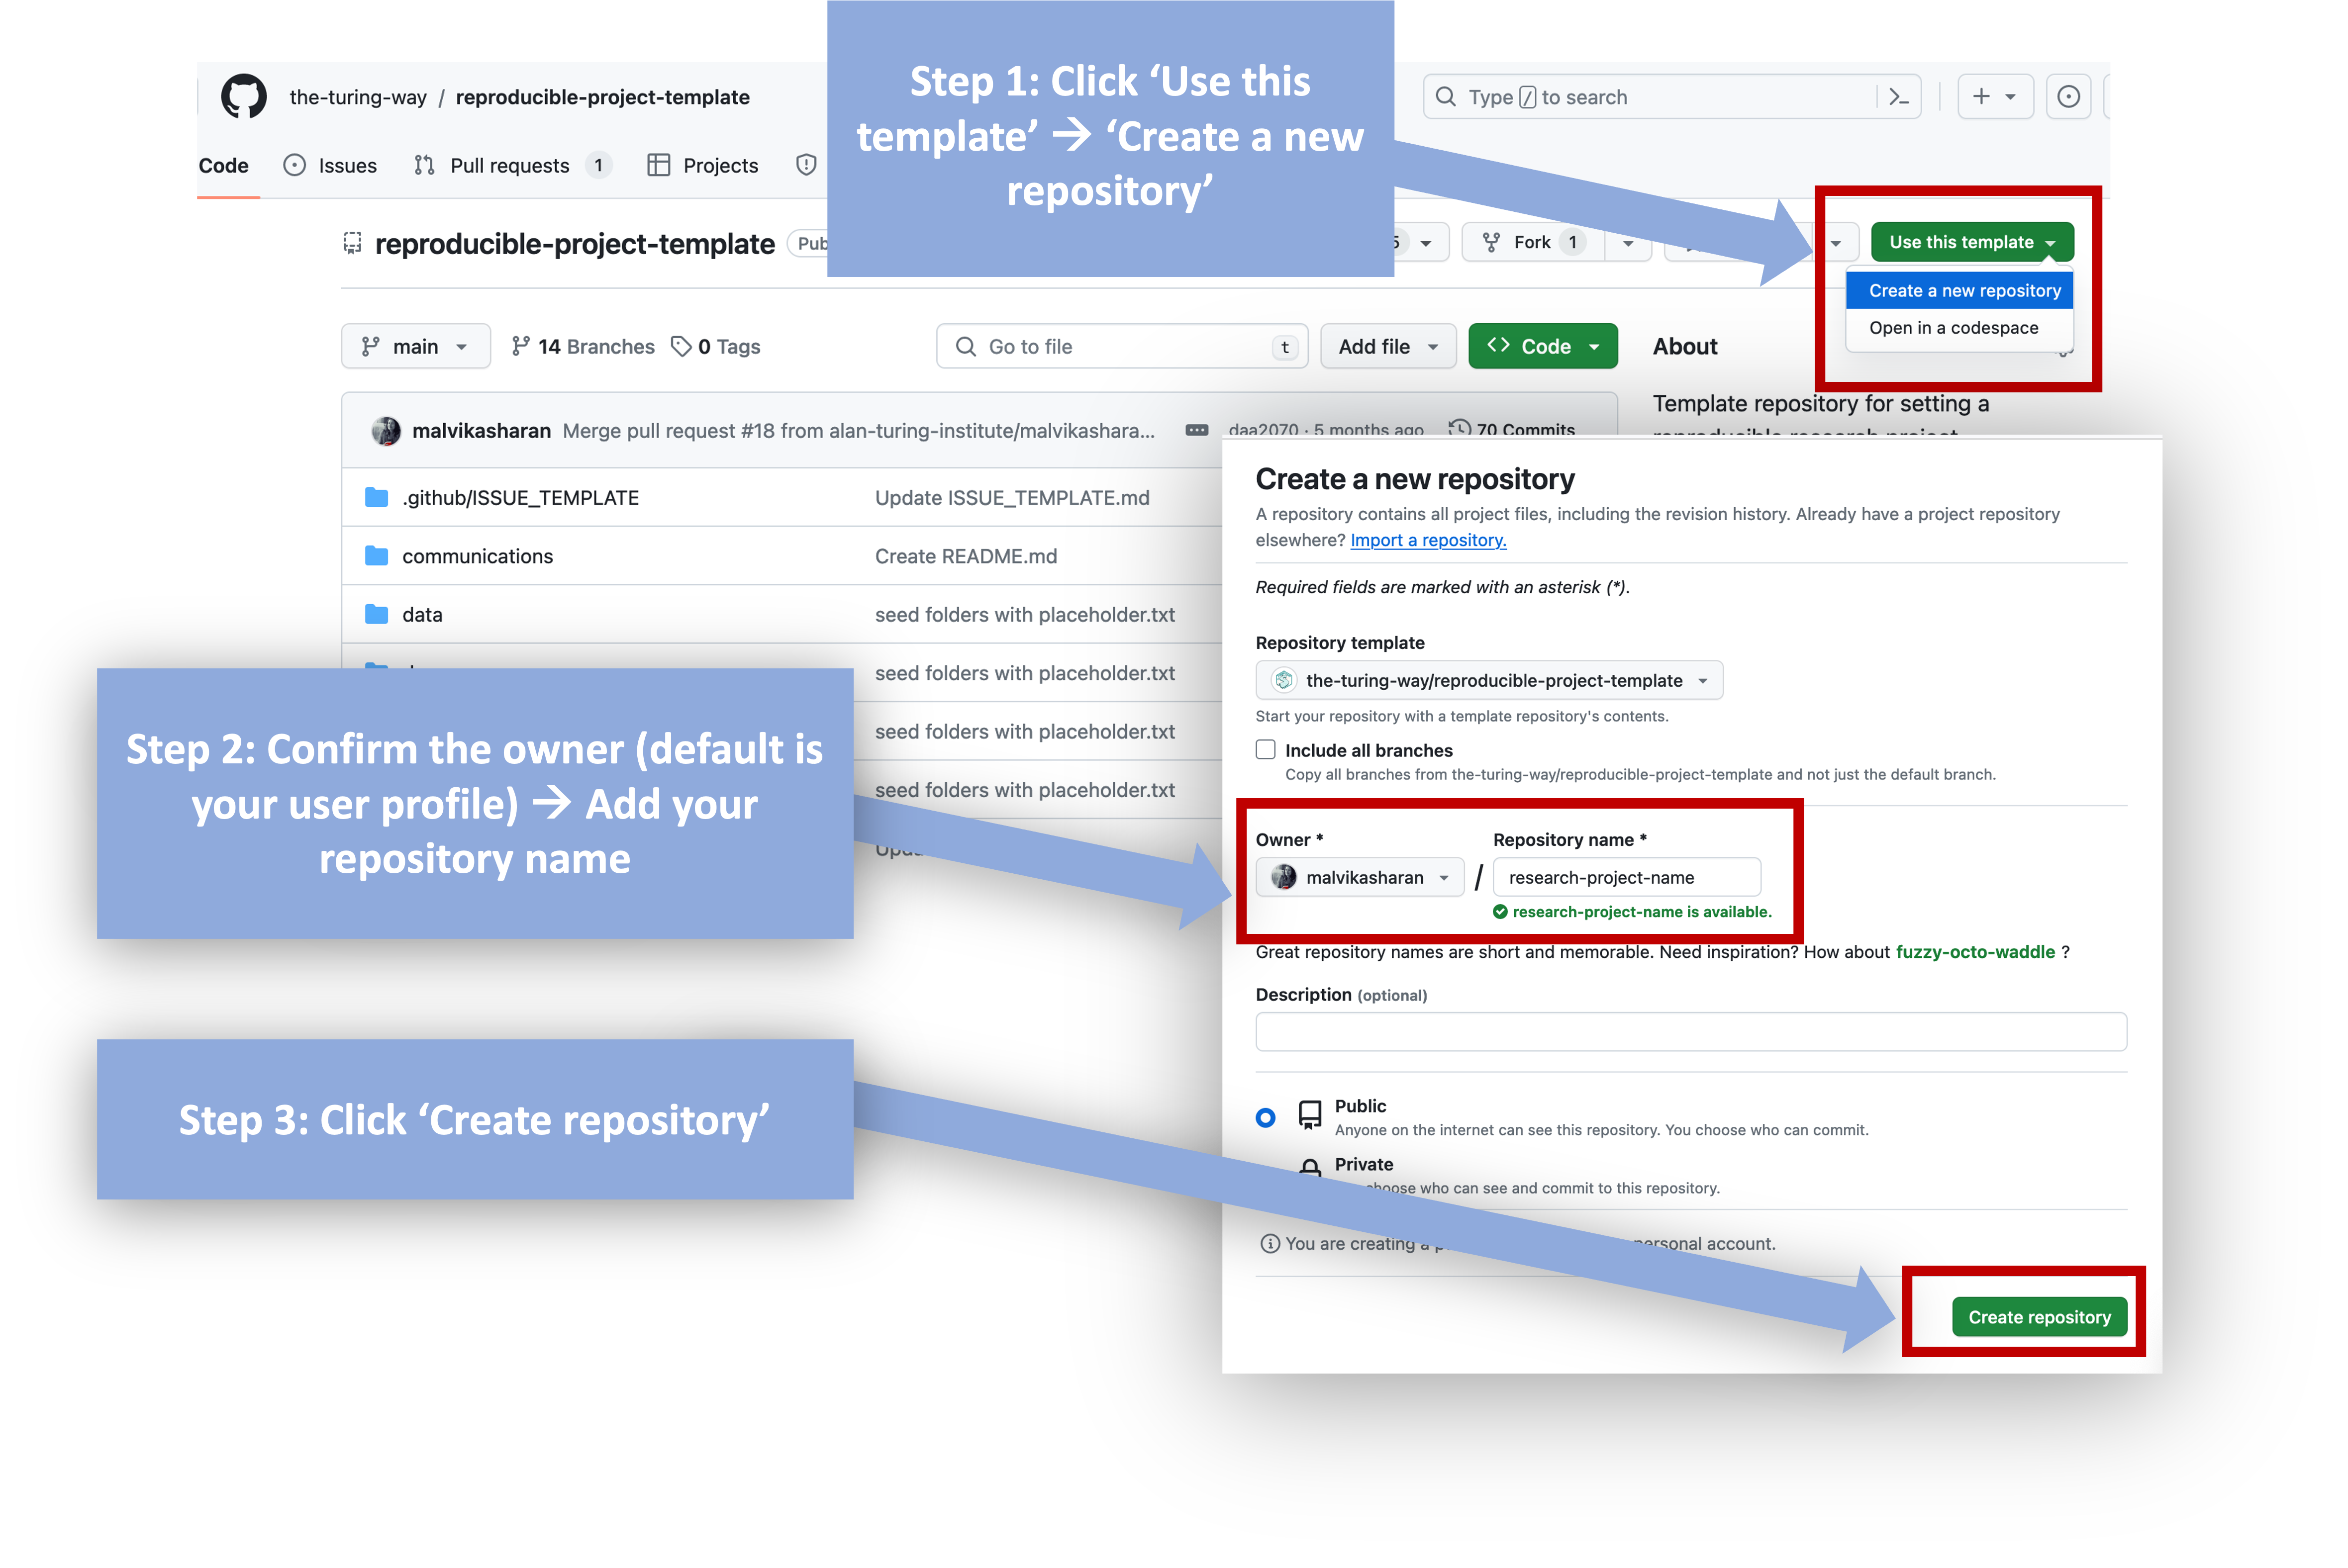 Step 1: Click ‘Use this
template’ → ‘Create a new
repository’
the-turing-way / reproducible-project-template
Type / to search
Code
Issues
Pull requests 1
Projects
reproducible-project-template
Fork 1
Use this template
Create a new repository
Open in a codespace
main
14 Branches
0 Tags
Go to file
t
Add file
Code
About
Template repository for setting a
reproducible research project
malvikasharan Merge pull request #18 from alan-turing-institute/malvikashara...
daa2070 · 5 months ago
70 Commits
.github/ISSUE_TEMPLATE
Update ISSUE_TEMPLATE.md
communications
Create README.md
data
seed folders with placeholder.txt
seed folders with placeholder.txt
seed folders with placeholder.txt
seed folders with placeholder.txt
Step 2: Confirm the owner (default is
your user profile) → Add your
repository name
Step 3: Click ‘Create repository’
Create a new repository
A repository contains all project files, including the revision history. Already have a project repository
elsewhere? Import a repository.
Required fields are marked with an asterisk (*).
Repository template
the-turing-way/reproducible-project-template
Start your repository with a template repository's contents.
Include all branches
Copy all branches from the-turing-way/reproducible-project-template and not just the default branch.
Owner *
Repository name *
malvikasharan
/
research-project-name
research-project-name is available.
Great repository names are short and memorable. Need inspiration? How about fuzzy-octo-waddle ?
Description (optional)
Public
Anyone on the internet can see this repository. You choose who can commit.
Private
choose who can see and commit to this repository.
You are creating a personal account.
Create repository